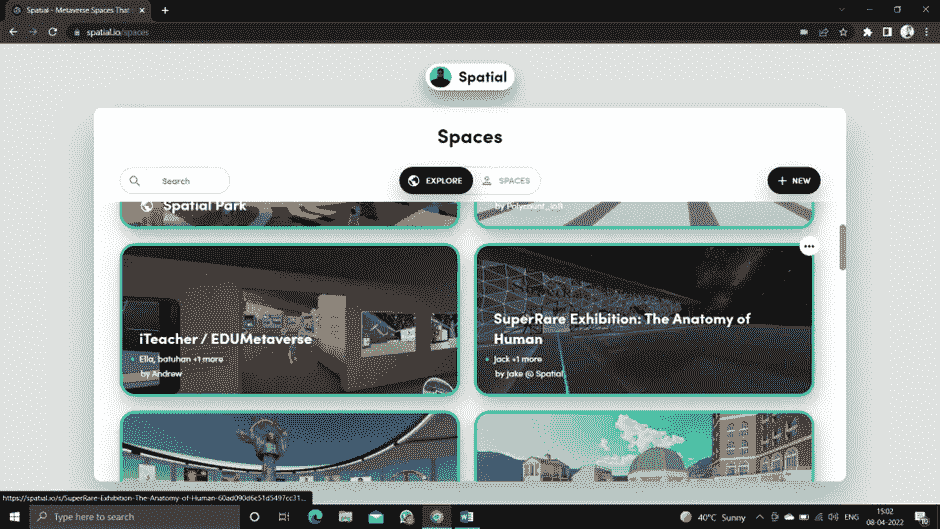 Spatial - Metaverse Spaces That
spatial.io/spaces
Spatial
Spaces
Search
EXPLORE
SPACES
NEW
Spatial Park
by Polycount_loft
iTeacher / EDUMetaverse
Ella, batuhan +1 more
by Andrew
SuperRare Exhibition: The Anatomy of
Human
Jack +1 more
by Jake @ Spatial
https://spatial.io/s/SuperRare-Exhibition-The-Anatomy-of-Human-60ad090d6c51d5497cc31...
Type here to search
40°C Sunny
ENG
15:02
08-04-2022